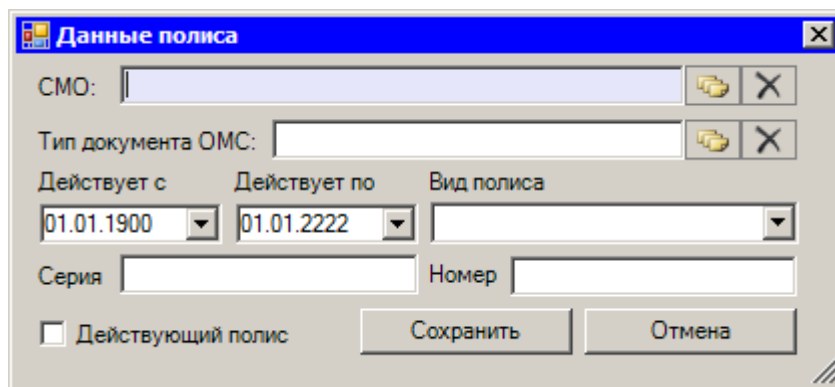 Данные полиса
СМО:
Тип документа ОМС:
Действует с Действует по Вид полиса
01.01.1900 01.01.2222
Серия Номер
Действующий полис Сохранить Отмена